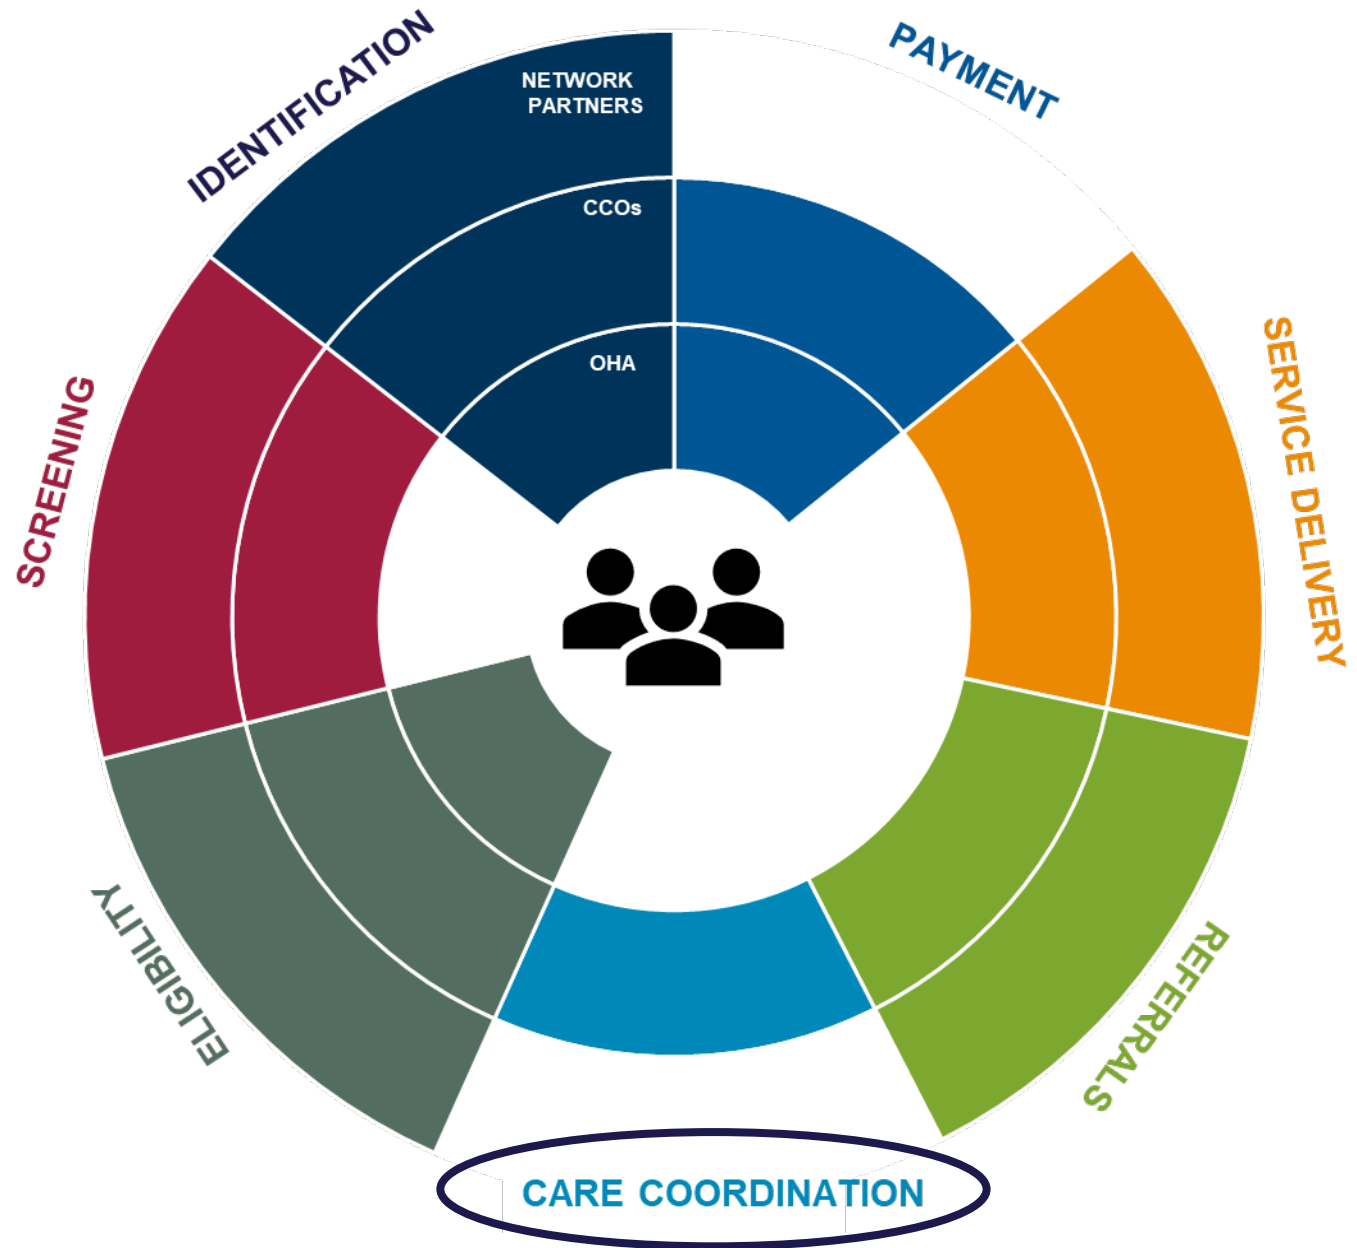 IDENTIFICATION
PAYMENT
NETWORK
PARTNERS
CCOs
OHA
SCREENING
SERVICE DELIVERY
ELIGIBILITY
REFERRALS
CARE COORDINATION